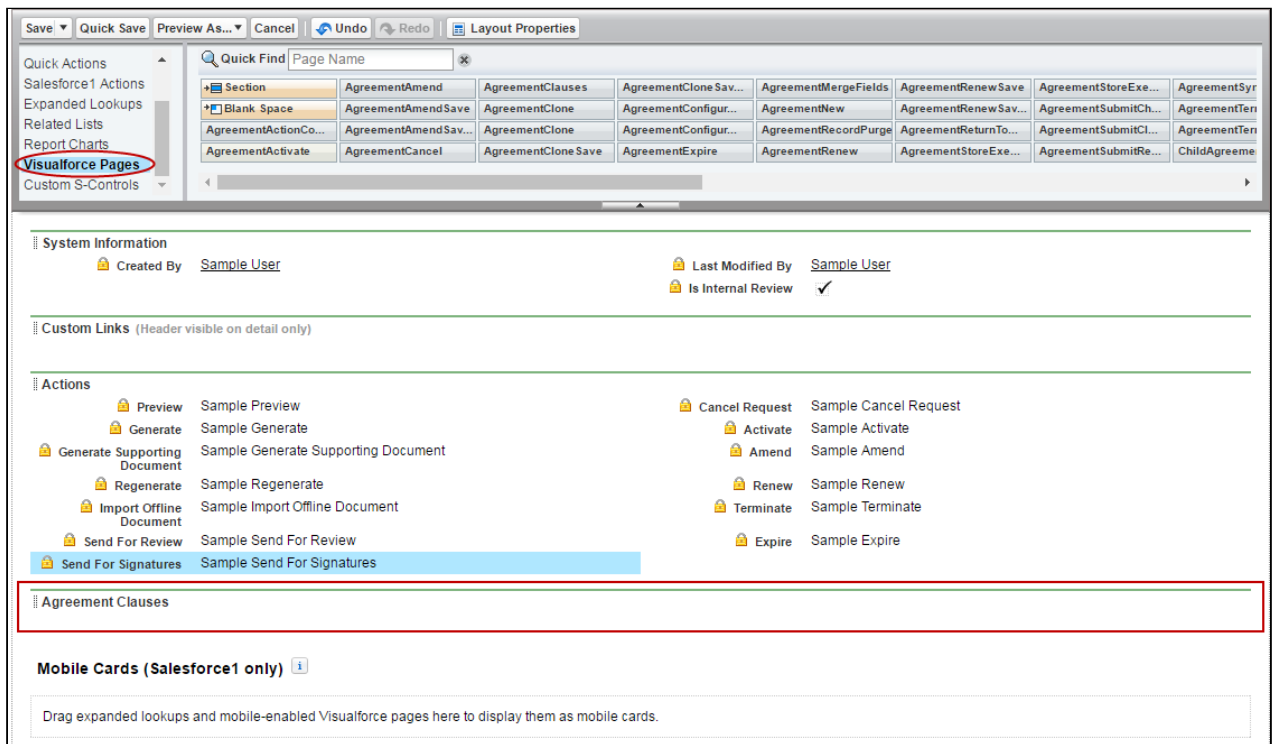 Save Quick Save Preview As... Cancel Undo Redo Layout Properties
Quick Actions
Salesforce1 Actions
Expanded Lookups
Related Lists
Report Charts
Visualforce Pages
Custom S-Controls
Quick Find Page Name
Section AgreementAmend AgreementClauses AgreementClone Sav... AgreementMergeFields AgreementRenewSave AgreementStoreExe... AgreementSyn
Blank Space AgreementAmendSave AgreementClone AgreementConfigur... AgreementNew AgreementRenewSav... AgreementSubmitCh... AgreementTerr
AgreementActionCo... AgreementAmendSav... AgreementClone AgreementConfigur... AgreementRecordPurge AgreementReturnTo... AgreementSubmitCl... AgreementTerr
AgreementActivate AgreementCancel AgreementCloneSave AgreementExpire AgreementRenew AgreementStoreExe... AgreementSubmitRe... ChildAgreeme
System Information
Created By Sample User Last Modified By Sample User
Is Internal Review
Custom Links (Header visible on detail only)
Actions
Preview Sample Preview Cancel Request Sample Cancel Request
Generate Sample Generate Activate Sample Activate
Generate Supporting Sample Generate Supporting Document Amend Sample Amend
Document
Regenerate Sample Regenerate Renew Sample Renew
Import Offline Sample Import Offline Document Terminate Sample Terminate
Document
Send For Review Sample Send For Review Expire Sample Expire
Send For Signatures Sample Send For Signatures
Agreement Clauses
Mobile Cards (Salesforce1 only) i
Drag expanded lookups and mobile-enabled Visualforce pages here to display them as mobile cards.